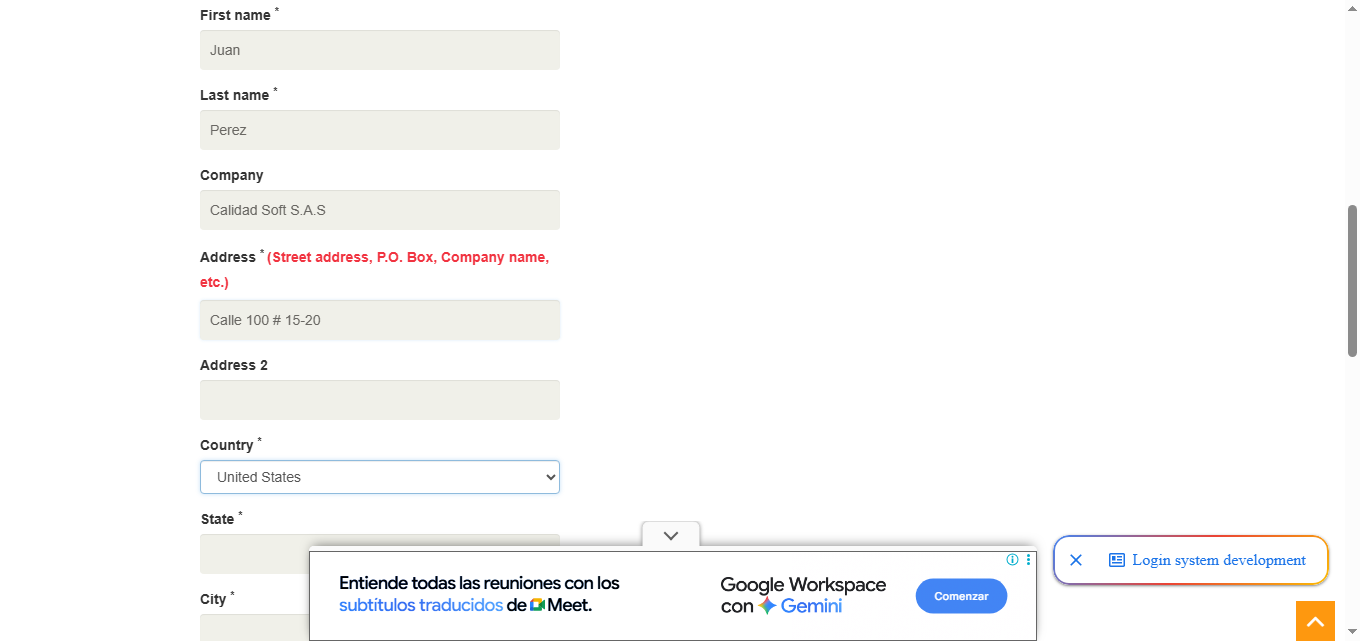 First name *
Juan
Last name *
Perez
Company
Calidad Soft S.A.S
Address * (Street address, P.O. Box, Company name,
etc.)
Calle 100 # 15-20
Address 2
Country *
United States
State *
City *
Entiende todas las reuniones con los
subtítulos traducidos de Meet.
Google Workspace
con Gemini
Comenzar
Login system development